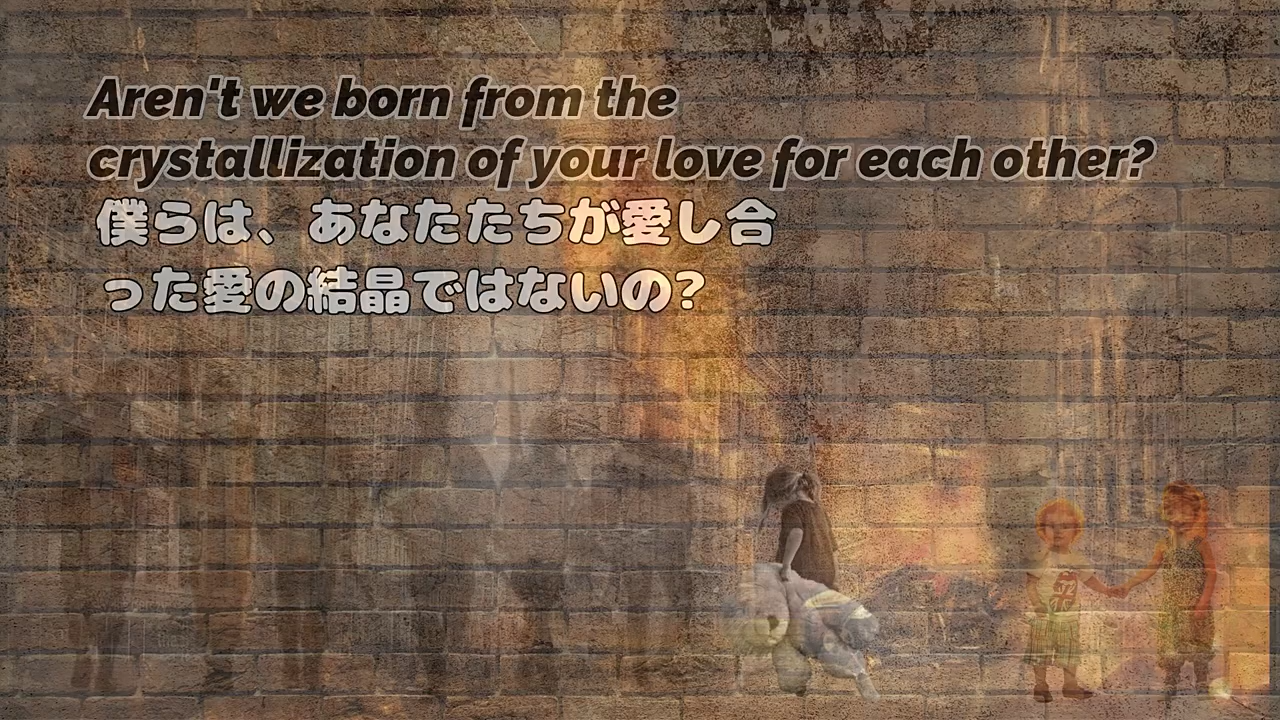 Aren't we born from the
crystallization of your love for each other?
僕らは、あなたたちが愛し合
った愛の結晶ではないの?